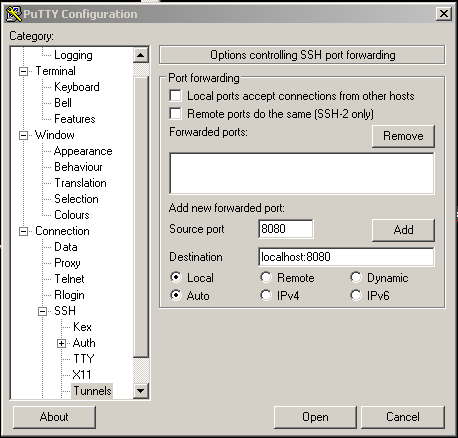 PuTTY Configuration
Category:
Logging
Terminal
Keyboard
Bell
Features
Window
Appearance
Behaviour
Translation
Selection
Colours
Connection
Data
Proxy
Telnet
Rlogin
SSH
Kex
Auth
TTY
X11
Tunnels
Options controlling SSH port forwarding
Port forwarding
Local ports accept connections from other hosts
Remote ports do the same (SSH-2 only)
Forwarded ports:
Remove
Add new forwarded port:
Source port 8080 Add
Destination localhost:8080
Local Remote Dynamic
Auto IPv4 IPv6
About Open Cancel